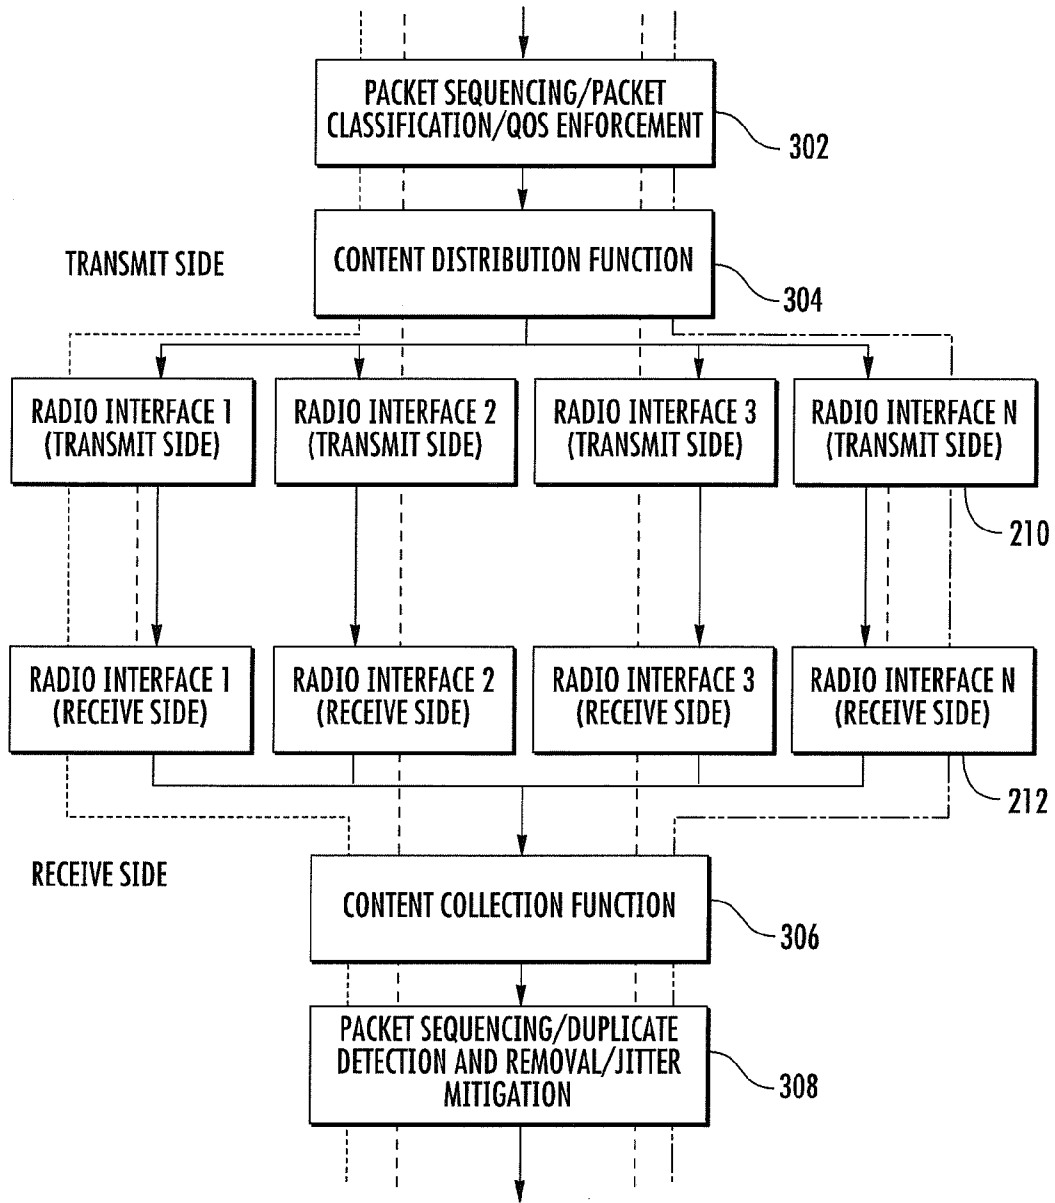 PACKET SEQUENCING/PACKET
CLASSIFICATION/QOS ENFORCEMENT
302
CONTENT DISTRIBUTION FUNCTION
304
TRANSMIT SIDE
RADIO INTERFACE 1
(TRANSMIT SIDE)
RADIO INTERFACE 2
(TRANSMIT SIDE)
RADIO INTERFACE 3
(TRANSMIT SIDE)
RADIO INTERFACE N
(TRANSMIT SIDE)
210
RADIO INTERFACE 1
(RECEIVE SIDE)
RADIO INTERFACE 2
(RECEIVE SIDE)
RADIO INTERFACE 3
(RECEIVE SIDE)
RADIO INTERFACE N
(RECEIVE SIDE)
212
RECEIVE SIDE
CONTENT COLLECTION FUNCTION
306
PACKET SEQUENCING/DUPLICATE
DETECTION AND REMOVAL/JITTER
MITIGATION
308